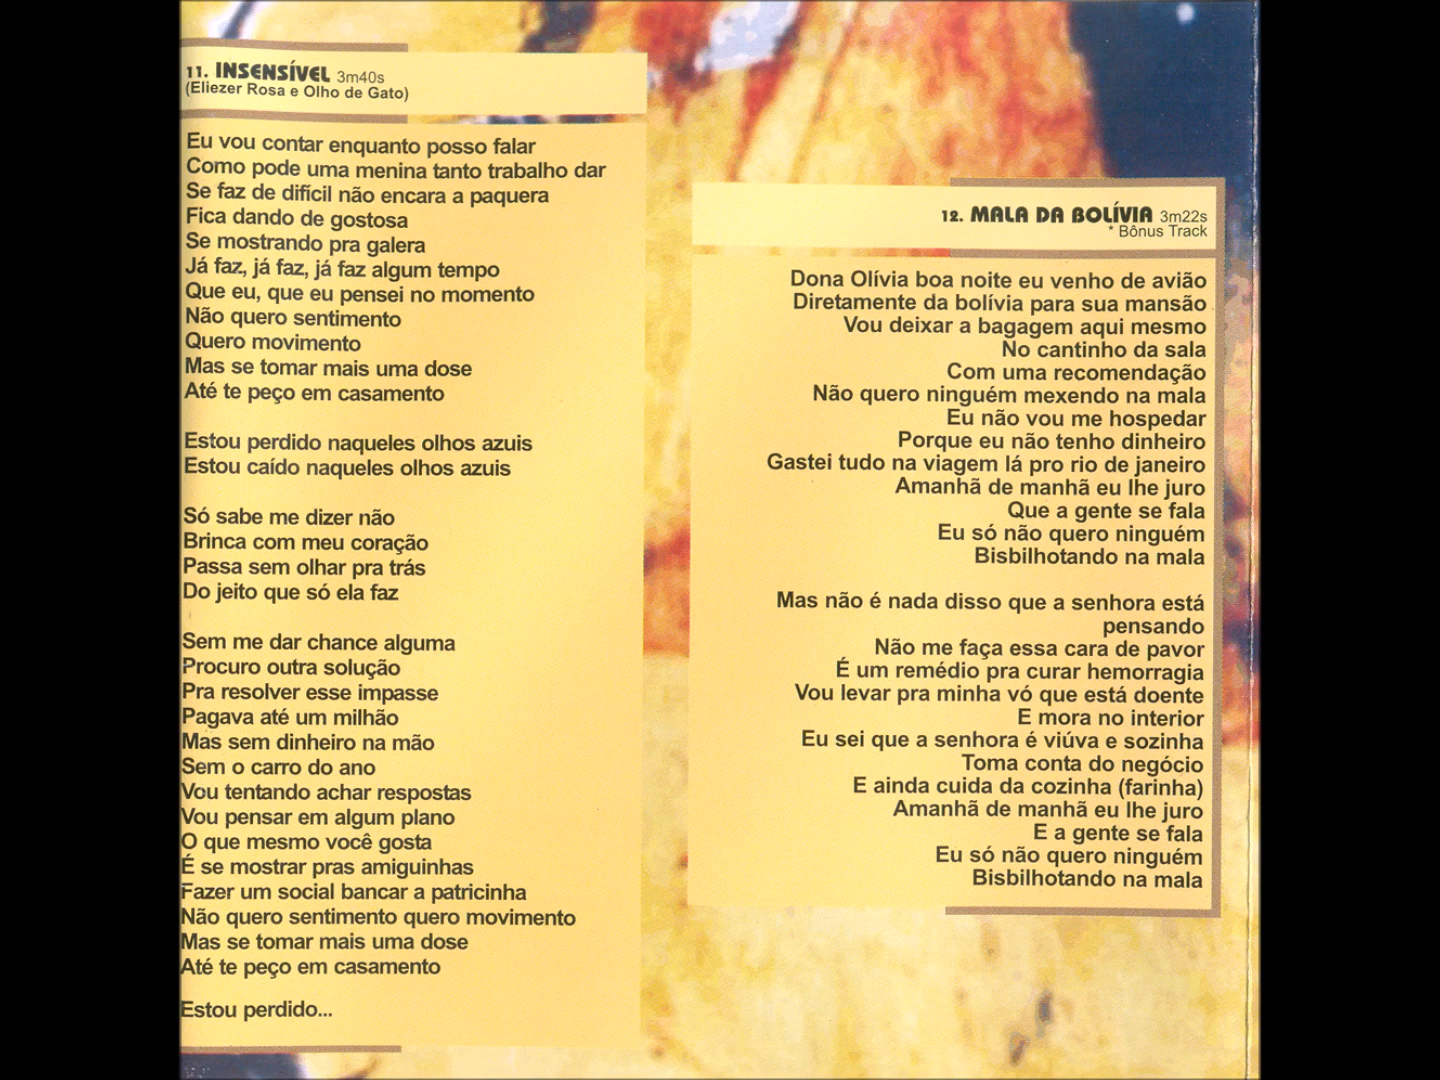 11. INSENSÍVEL 3m40s
(Eliezer Rosa e Olho de Gato)
Eu vou contar enquanto posso falar
Como pode uma menina tanto trabalho dar
Se faz de difícil não encara a paquera
Fica dando de gostosa
Se mostrando pra galera
Já faz, já faz, já faz algum tempo
Que eu, que eu pensei no momento
Não quero sentimento
Quero movimento
Mas se tomar mais uma dose
Até te peço em casamento
Estou perdido naqueles olhos azuis
Estou caído naqueles olhos azuis
Só sabe me dizer não
Brinca com meu coração
Passa sem olhar pra trás
Do jeito que só ela faz
Sem me dar chance alguma
Procuro outra solução
Pra resolver esse impasse
Pagava até um milhão
Mas sem dinheiro na mão
Sem o carro do ano
Vou tentando achar respostas
Vou pensar em algum plano
O que mesmo você gosta
É se mostrar pras amiguinhas
Fazer um social bancar a patricinha
Não quero sentimento quero movimento
Mas se tomar mais uma dose
Até te peço em casamento
Estou perdido...
12. MALA DA BOLÍVIA 3m22s
* Bônus Track
Dona Olívia boa noite eu venho de avião
Diretamente da bolívia para sua mansão
Vou deixar a bagagem aqui mesmo
No cantinho da sala
Com uma recomendação
Não quero ninguém mexendo na mala
Eu não vou me hospedar
Porque eu não tenho dinheiro
Gastei tudo na viagem lá pro rio de janeiro
Amanhã de manhã eu lhe juro
Que a gente se fala
Eu só não quero ninguém
Bisbilhotando na mala
Mas não é nada disso que a senhora está
pensando
Não me faça essa cara de pavor
É um remédio pra curar hemorragia
Vou levar pra minha vó que está doente
E mora no interior
Eu sei que a senhora é viúva e sozinha
Toma conta do negócio
E ainda cuida da cozinha (farinha)
Amanhã de manhã eu lhe juro
E a gente se fala
Eu só não quero ninguém
Bisbilhotando na mala